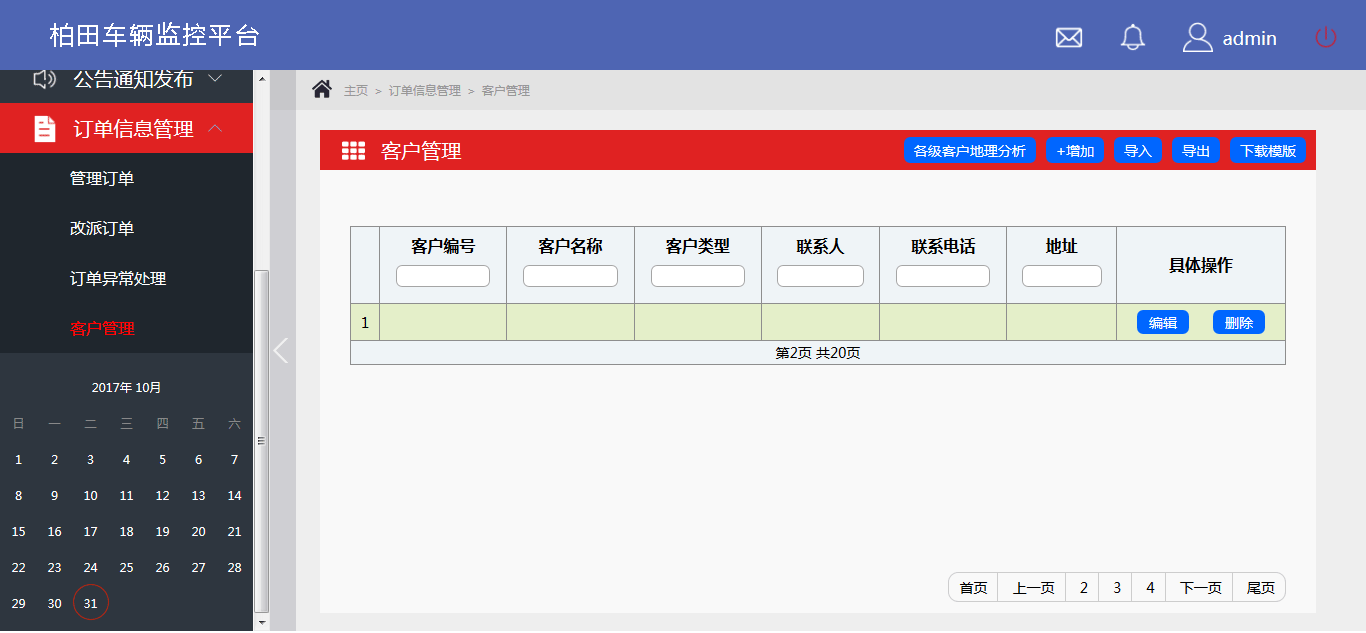 柏田车辆监控平台
admin
公告通知发布
订单信息管理
管理订单
改派订单
订单异常处理
客户管理
2017年 10月
日 一 二 三 四 五 六
1 2 3 4 5 6 7
8 9 10 11 12 13 14
15 16 17 18 19 20 21
22 23 24 25 26 27 28
29 30 31
主页 > 订单信息管理 > 客户管理
客户管理
各级客户地理分析 +增加 导入 导出 下载模版
客户编号 客户名称 客户类型 联系人 联系电话 地址 具体操作
1 编辑 删除
第2页 共20页
首页 上一页 2 3 4 下一页 尾页